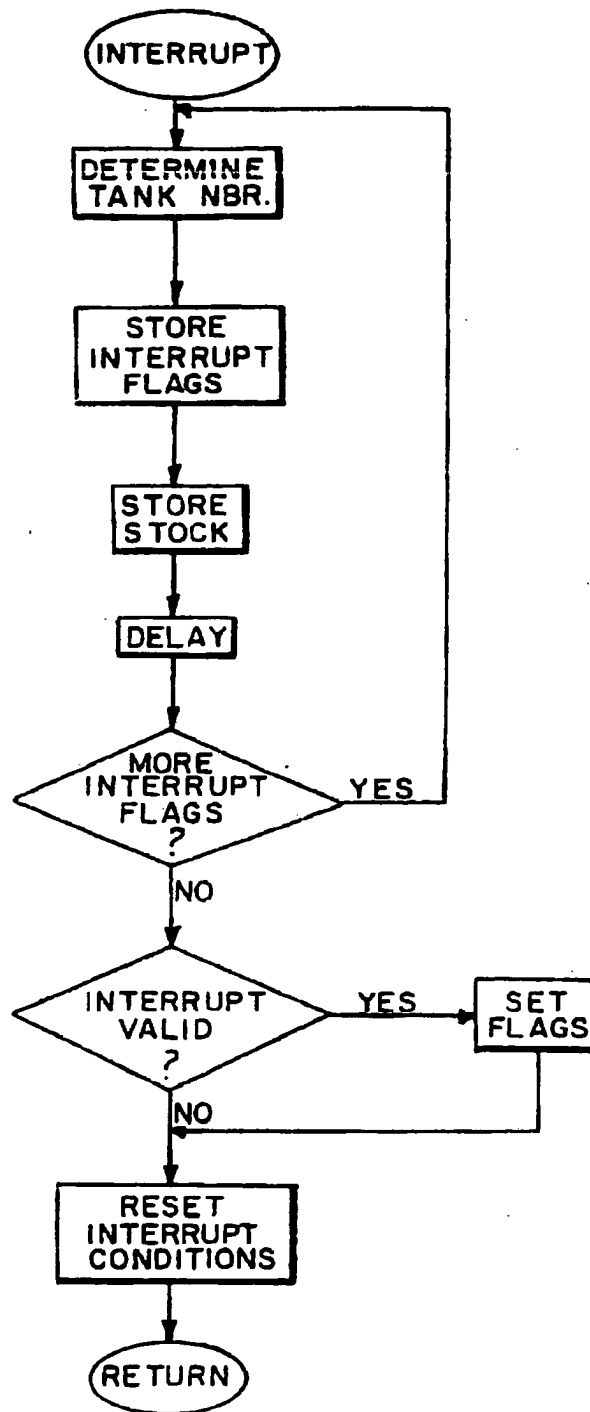 INTERRUPT
DETERMINE
TANK NBR.
STORE
INTERRUPT
FLAGS
STORE
STOCK
DELAY
MORE
INTERRUPT
FLAGS
?
YES
NO
INTERRUPT
VALID
?
YES
SET
FLAGS
NO
RESET
INTERRUPT
CONDITIONS
RETURN